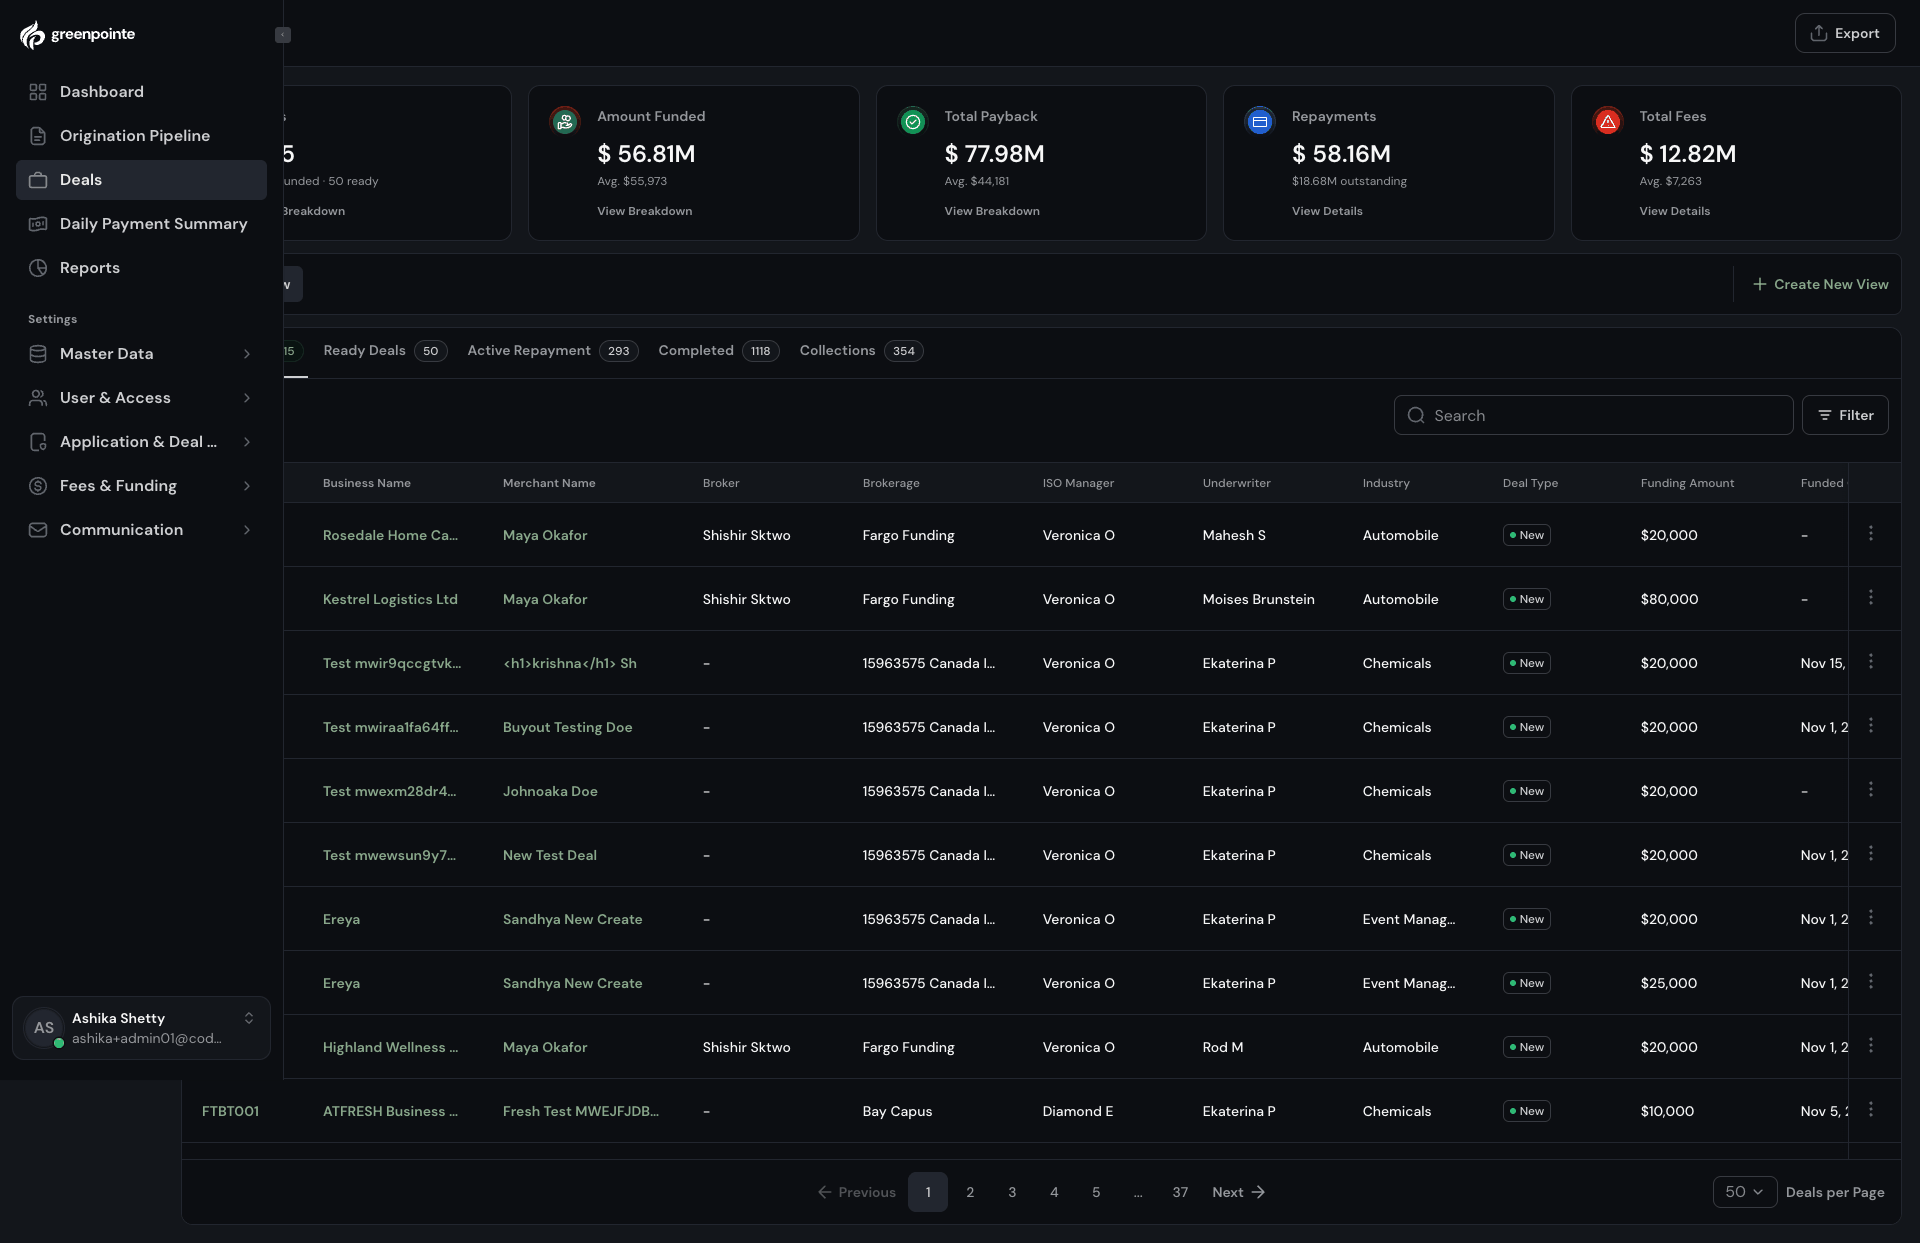 greenpointe
Export
Dashboard
Origination Pipeline
Deals
Daily Payment Summary
Reports
Settings
Master Data
User & Access
Application & Deal ...
Fees & Funding
Communication
Ashika Shetty
AS
ashika+admin01@cod...
s
5
unded · 50 ready
Breakdown
Amount Funded
$ 56.81M
Avg. $55,973
View Breakdown
Total Payback
$ 77.98M
Avg. $44,181
View Breakdown
Repayments
$ 58.16M
$18.68M outstanding
View Details
Total Fees
$ 12.82M
Avg. $7,263
View Details
w
Create New View
15 Ready Deals 50 Active Repayment 293 Completed 1118 Collections 354
Search
Filter
Business Name Merchant Name Broker Brokerage ISO Manager Underwriter Industry Deal Type Funding Amount Funded
Rosedale Home Ca... Maya Okafor Shishir Sktwo Fargo Funding Veronica O Mahesh S Automobile New $20,000 -
Kestrel Logistics Ltd Maya Okafor Shishir Sktwo Fargo Funding Veronica O Moises Brunstein Automobile New $80,000 -
Test mwir9qccgtvk... <h1>krishna</h1> Sh - 15963575 Canada I... Veronica O Ekaterina P Chemicals New $20,000 Nov 15,
Test mwiraa1fa64ff... Buyout Testing Doe - 15963575 Canada I... Veronica O Ekaterina P Chemicals New $20,000 Nov 1, 2
Test mwexm28dr4... Johnoaka Doe - 15963575 Canada I... Veronica O Ekaterina P Chemicals New $20,000 -
Test mwewsun9y7... New Test Deal - 15963575 Canada I... Veronica O Ekaterina P Chemicals New $20,000 Nov 1, 2
Ereya Sandhya New Create - 15963575 Canada I... Veronica O Ekaterina P Event Manag... New $20,000 Nov 1, 2
Ereya Sandhya New Create - 15963575 Canada I... Veronica O Ekaterina P Event Manag... New $25,000 Nov 1, 2
Highland Wellness ... Maya Okafor Shishir Sktwo Fargo Funding Veronica O Rod M Automobile New $20,000 Nov 1, 2
FTBT001 ATFRESH Business ... Fresh Test MWEJFJDB... - Bay Capus Diamond E Ekaterina P Chemicals New $10,000 Nov 5, 2
Previous 1 2 3 4 5 ... 37 Next
50 Deals per Page